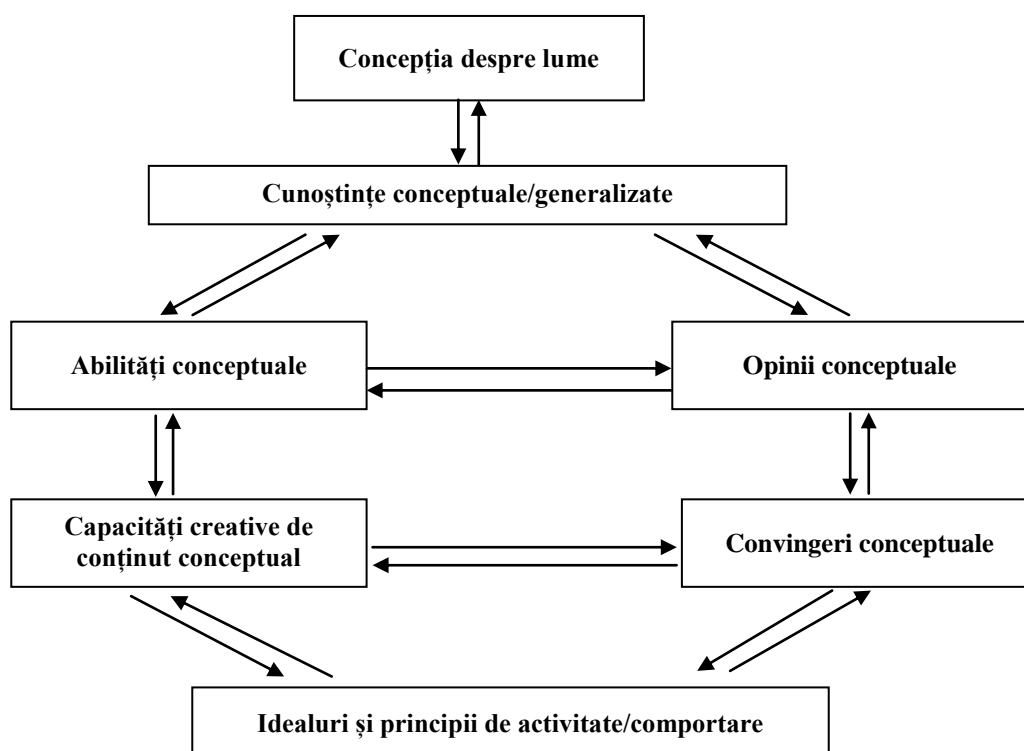 Concepția despre lume
Cunoștințe conceptuale/generalizate
Abilități conceptuale
Opinii conceptuale
Capacități creative de
conținut conceptual
Convingeri conceptuale
Idealuri și principii de activitate/comportare